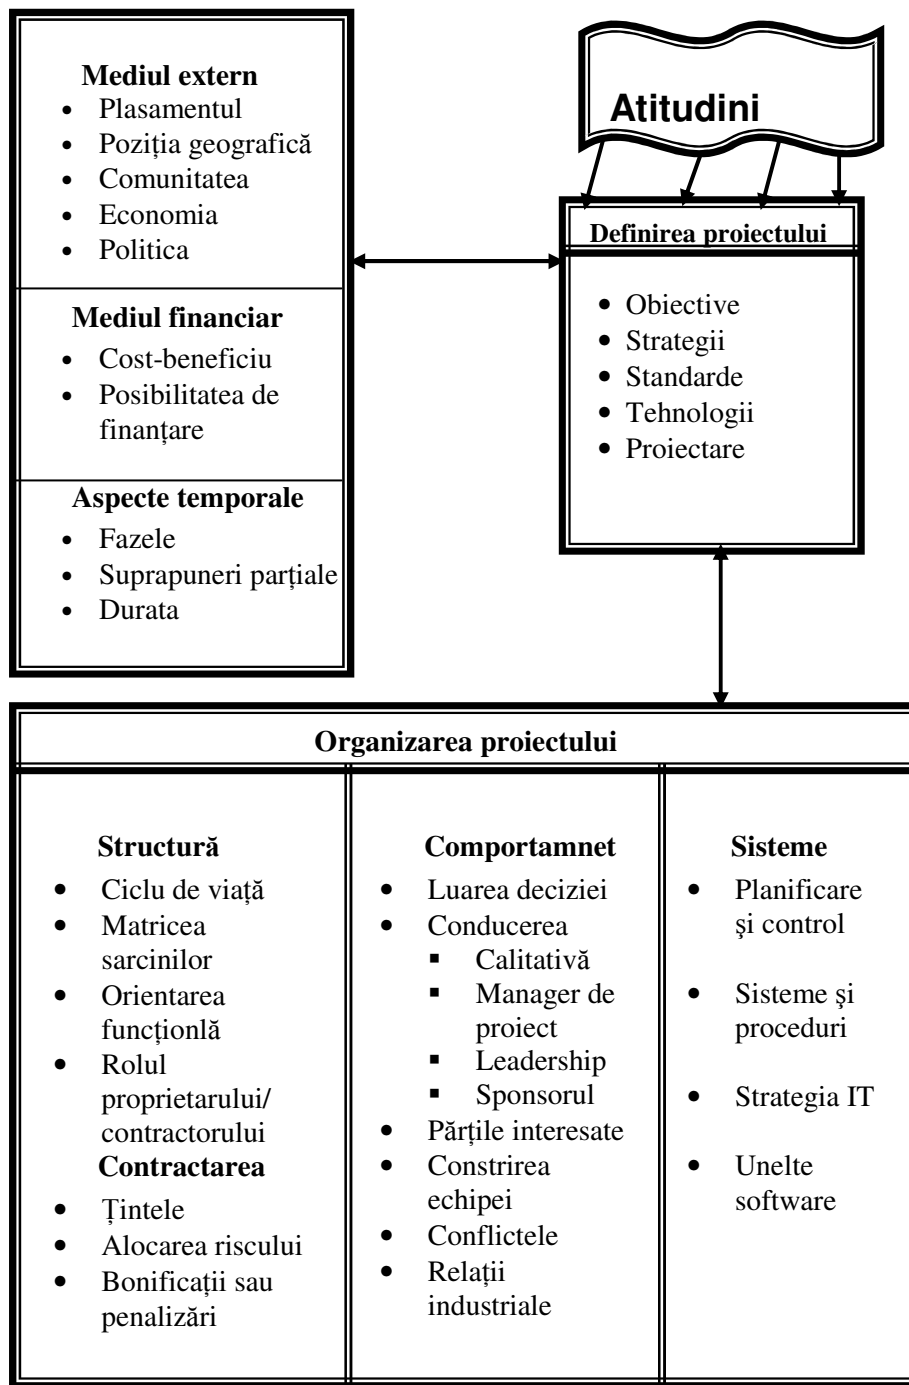 Mediul extern
• Plasamentul
• Poziția geografică
• Comunitatea
• Economia
• Politica
Mediul financiar
• Cost-beneficiu
• Posibilitatea de
finanțare
Aspecte temporale
• Fazele
• Suprapuneri parțiale
• Durata
Atitudini
Definirea proiectului
• Obiective
• Strategii
• Standarde
• Tehnologii
• Proiectare
Organizarea proiectului
Structură
• Ciclu de viață
• Matricea
sarcinilor
• Orientarea
funcționlă
• Rolul
proprietarului/
contractorului
Contractarea
• Țintele
• Alocarea riscului
• Bonificații sau
penalizări
Comportamnet
• Luarea deciziei
• Conducerea
▪ Calitativă
▪ Manager de
proiect
▪ Leadership
▪ Sponsorul
• Părțile interesate
• Constrirea
echipei
• Conflictele
• Relații
industriale
Sisteme
• Planificare
şi control
• Sisteme şi
proceduri
• Strategia IT
• Unelte
software